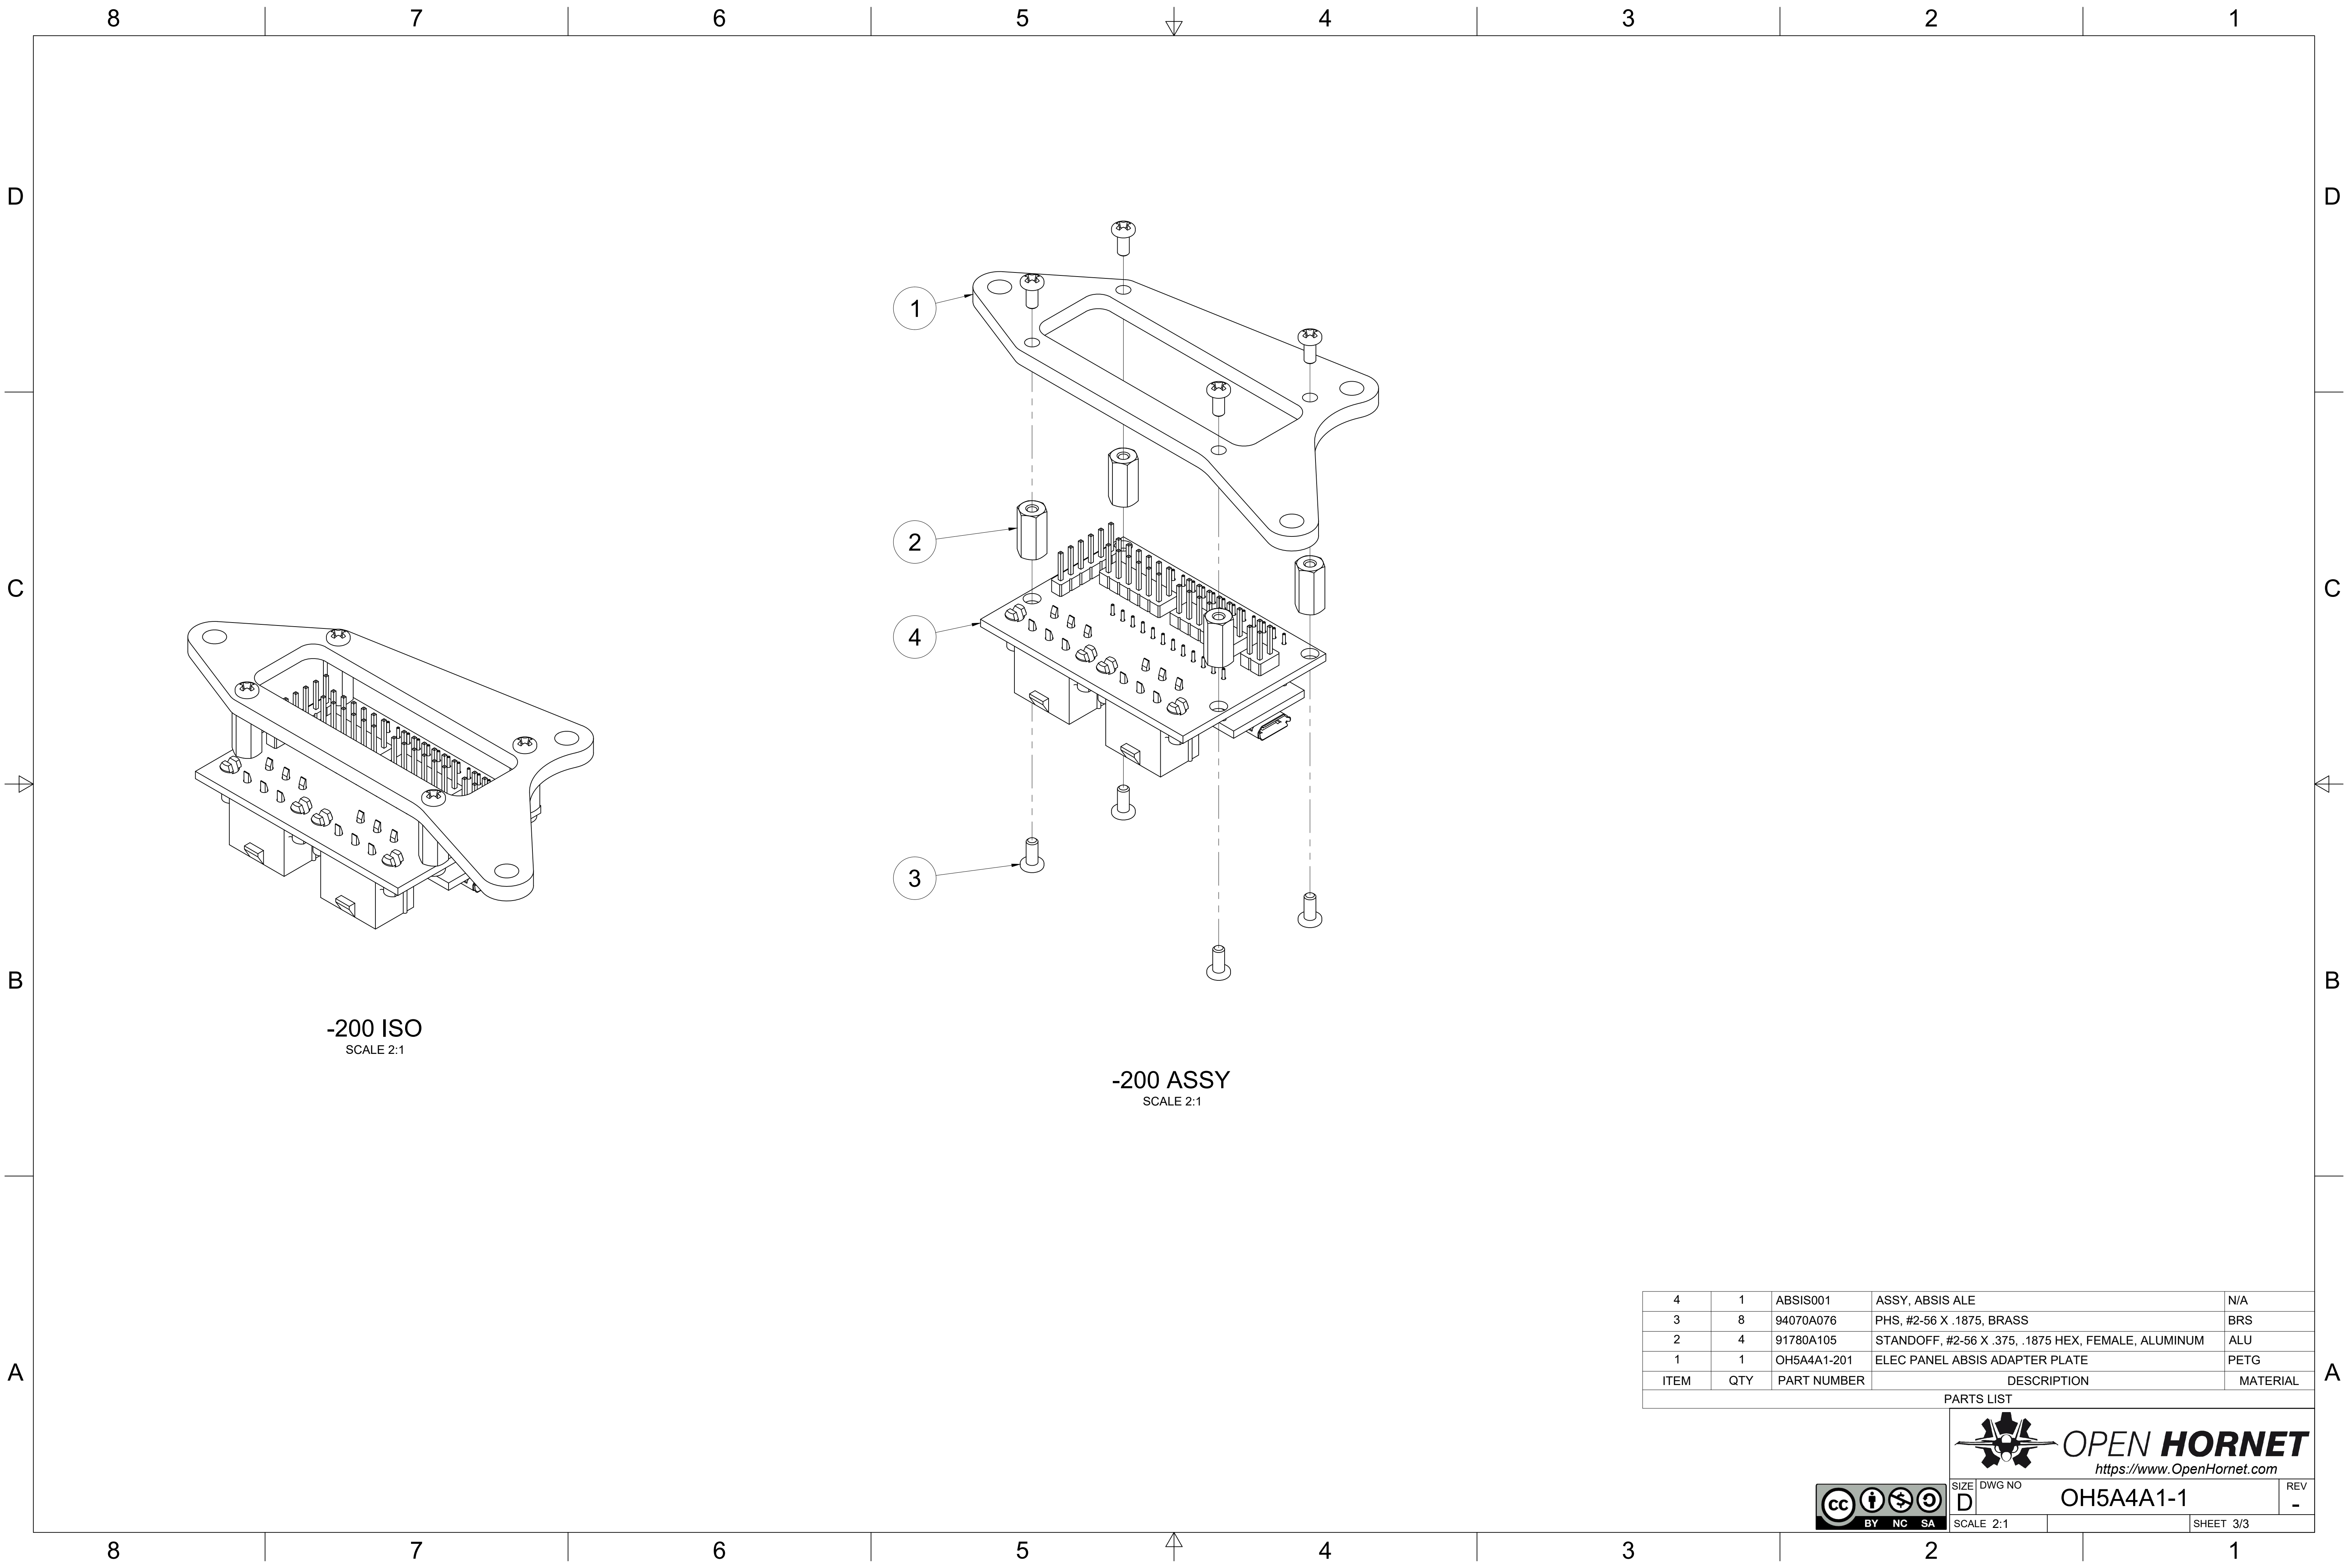 8 7 6 5 4 3 2 1
D D
1
2
C C
4
3
B B
-200 ISO
SCALE 2:1
-200 ASSY
SCALE 2:1
4 1 ABSIS001 ASSY, ABSIS ALE N/A
3 8 94070A076 PHS, #2-56 X .1875, BRASS BRS
2 4 91780A105 STANDOFF, #2-56 X .375, .1875 HEX, FEMALE, ALUMINUM ALU
1 1 OH5A4A1-201 ELEC PANEL ABSIS ADAPTER PLATE PETG
A A
ITEM QTY PART NUMBER DESCRIPTION MATERIAL
PARTS LIST
OPEN HORNET
https://www.OpenHornet.com
SIZE DWG NO REV
D OH5A4A1-1 -
cc
BY NC SA
SCALE 2:1 SHEET 3/3
8 7 6 5 4 3 2 1